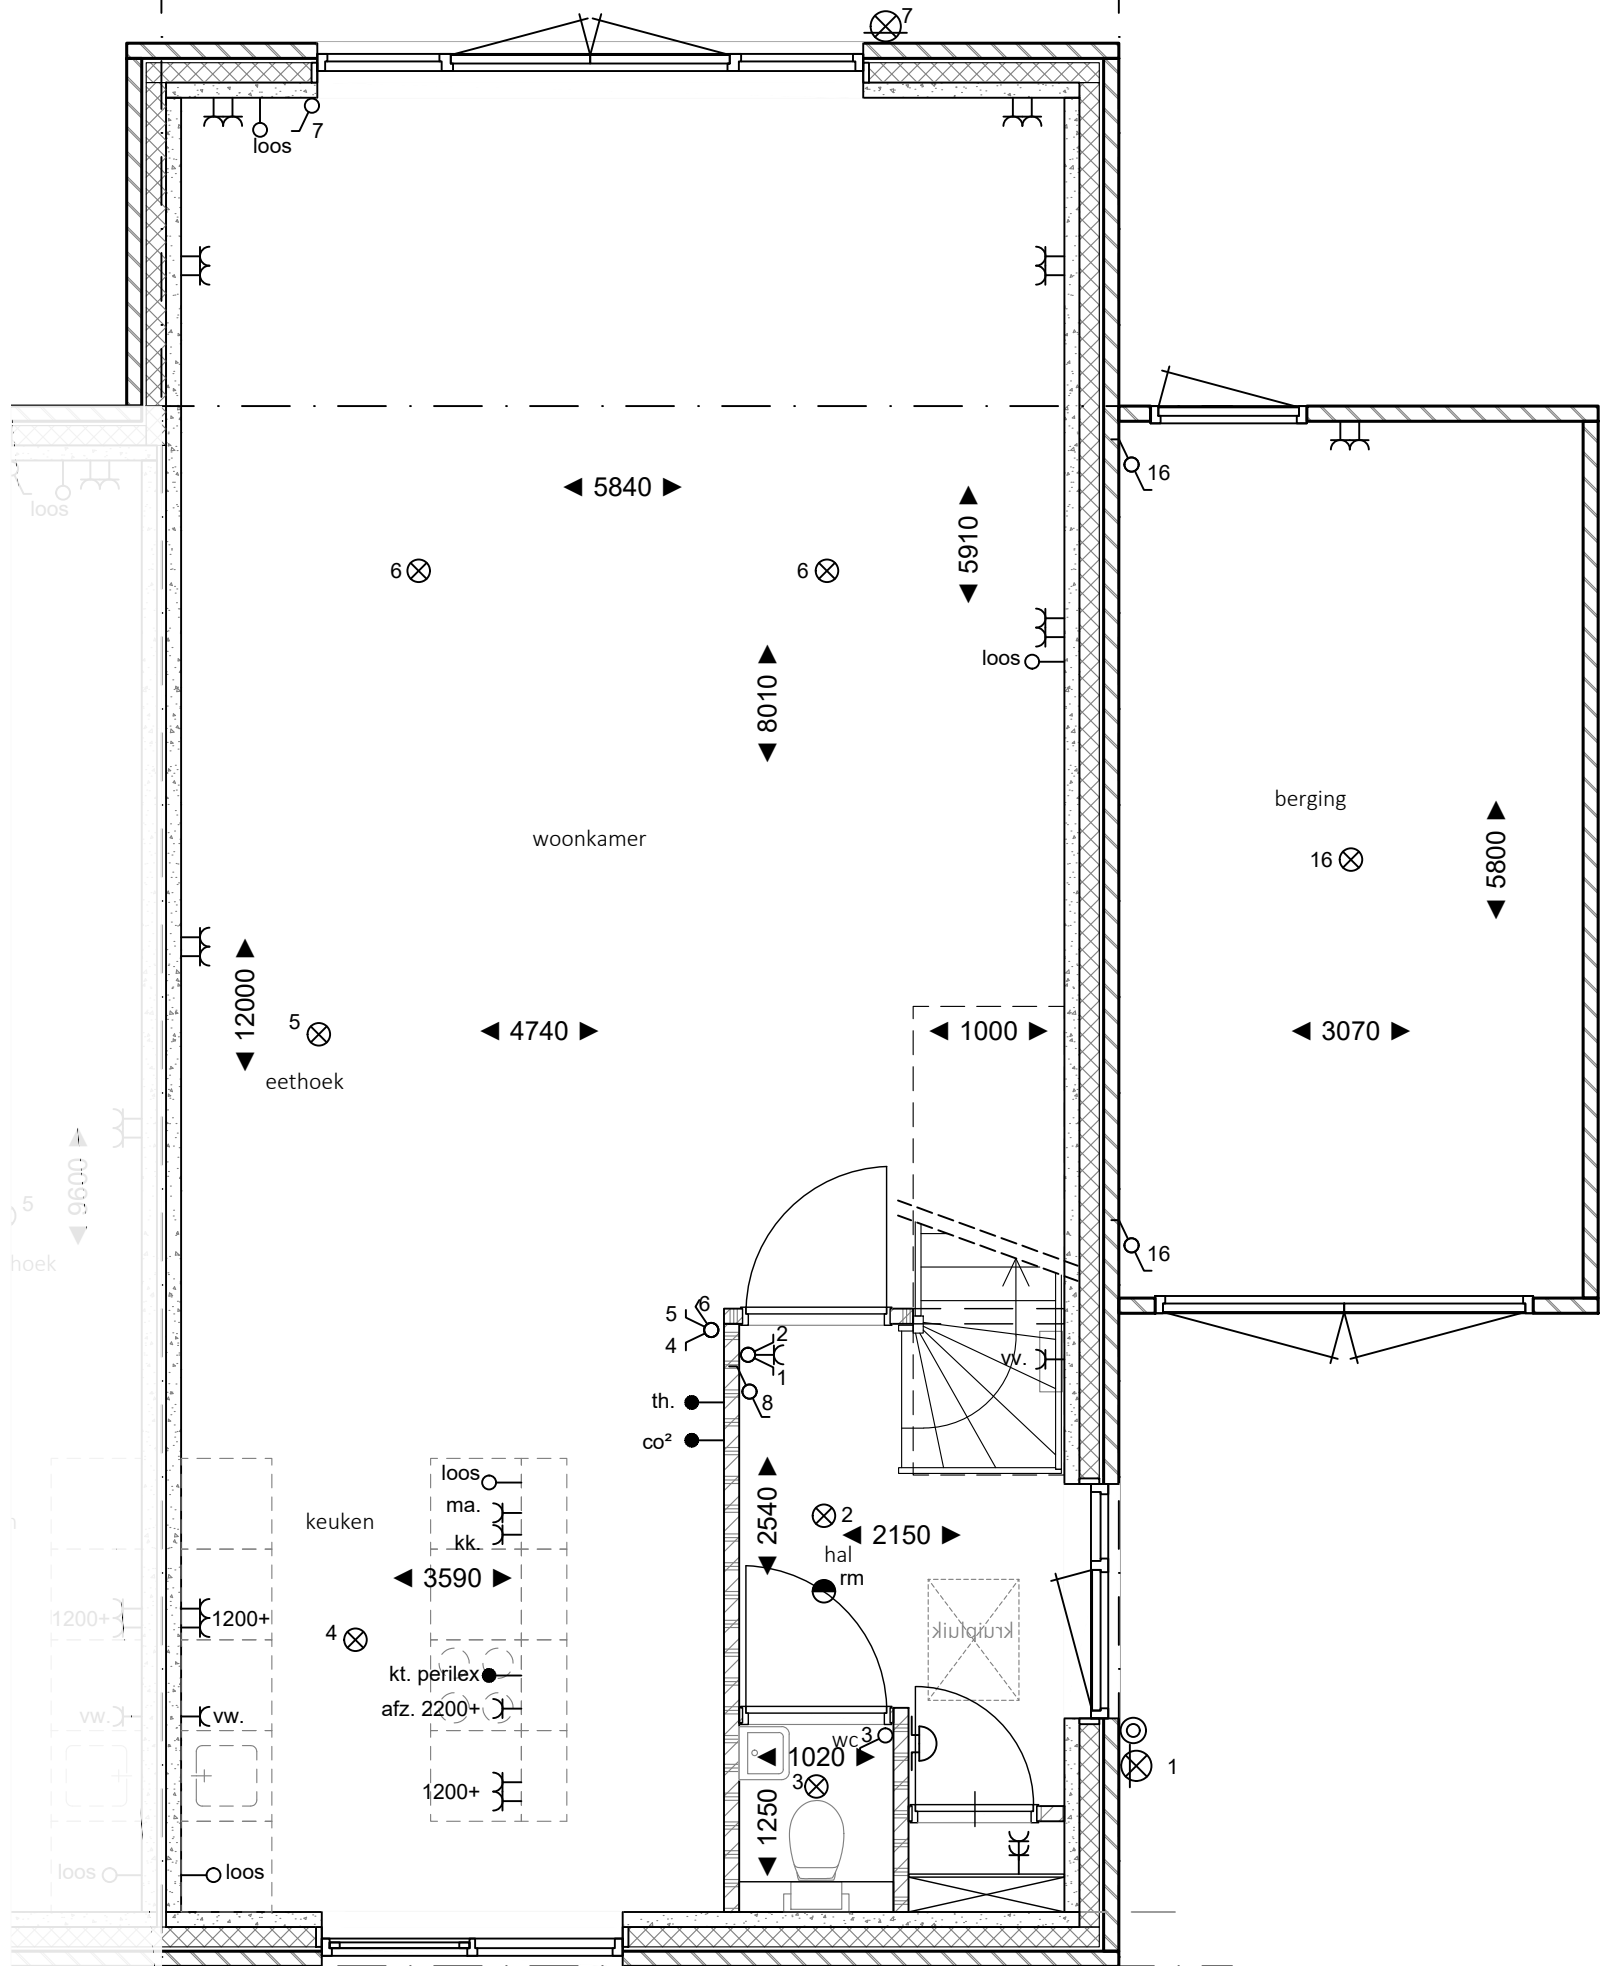 7
7
loos
loos
16
5840
5910
6
6
loos
8010
berging
woonkamer
16
5800
12000
5
4740
1000
3070
eethoek
9600
5
hoek
16
6
5
4
2
1
vv.
8
th.
co²
loos
ma.
keuken
kk.
2540
2
2150
hal
3590
rm
1200+
1200+
4
kruipluik
kt. perilex
afz. 2200+
vw.
vw.
wc
3
1020
1
3
1200+
1250
loos
loos